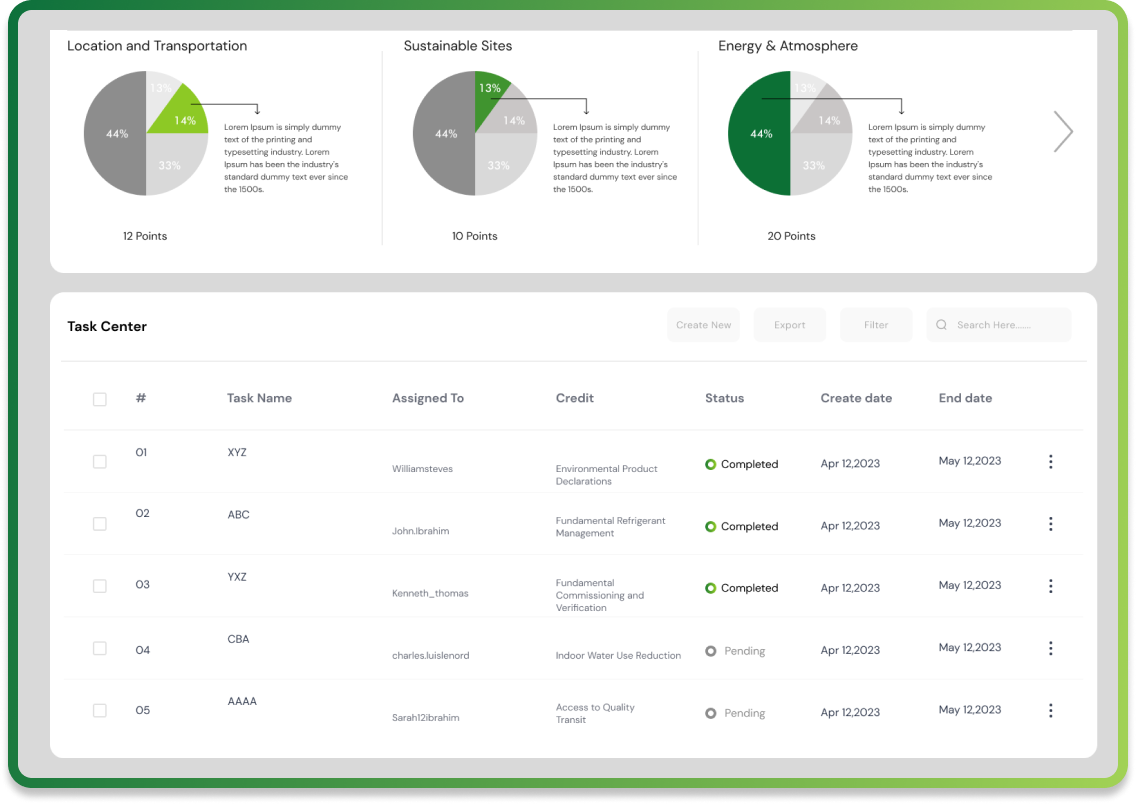 Location and Transportation
13%
14%
44%
33%
Lorem Ipsum is simply dummy
text of the printing and
typesetting industry. Lorem
Ipsum has been the industry's
standard dummy text ever since
the 1500s.
12 Points
Sustainable Sites
13%
14%
44%
33%
Lorem Ipsum is simply dummy
text of the printing and
typesetting industry. Lorem
Ipsum has been the industry's
standard dummy text ever since
the 1500s.
10 Points
Energy & Atmosphere
13%
14%
44%
33%
Lorem Ipsum is simply dummy
text of the printing and
typesetting industry. Lorem
Ipsum has been the industry's
standard dummy text ever since
the 1500s.
20 Points
Task Center
Create New
Export
Filter
Search Here.......
# Task Name Assigned To Credit Status Create date End date
01 XYZ Williamsteves Environmental Product Completed Apr 12,2023 May 12,2023
Declarations
02 ABC John.Ibrahim Fundamental Refrigerant Completed Apr 12,2023 May 12,2023
Management
03 YXZ Kenneth_thomas Fundamental Completed Apr 12,2023 May 12,2023
Commissioning and
Verification
04 CBA charles.luislenord Indoor Water Use Reduction Pending Apr 12,2023 May 12,2023
05 AAAA Sarah12ibrahim Access to Quality Pending Apr 12,2023 May 12,2023
Transit